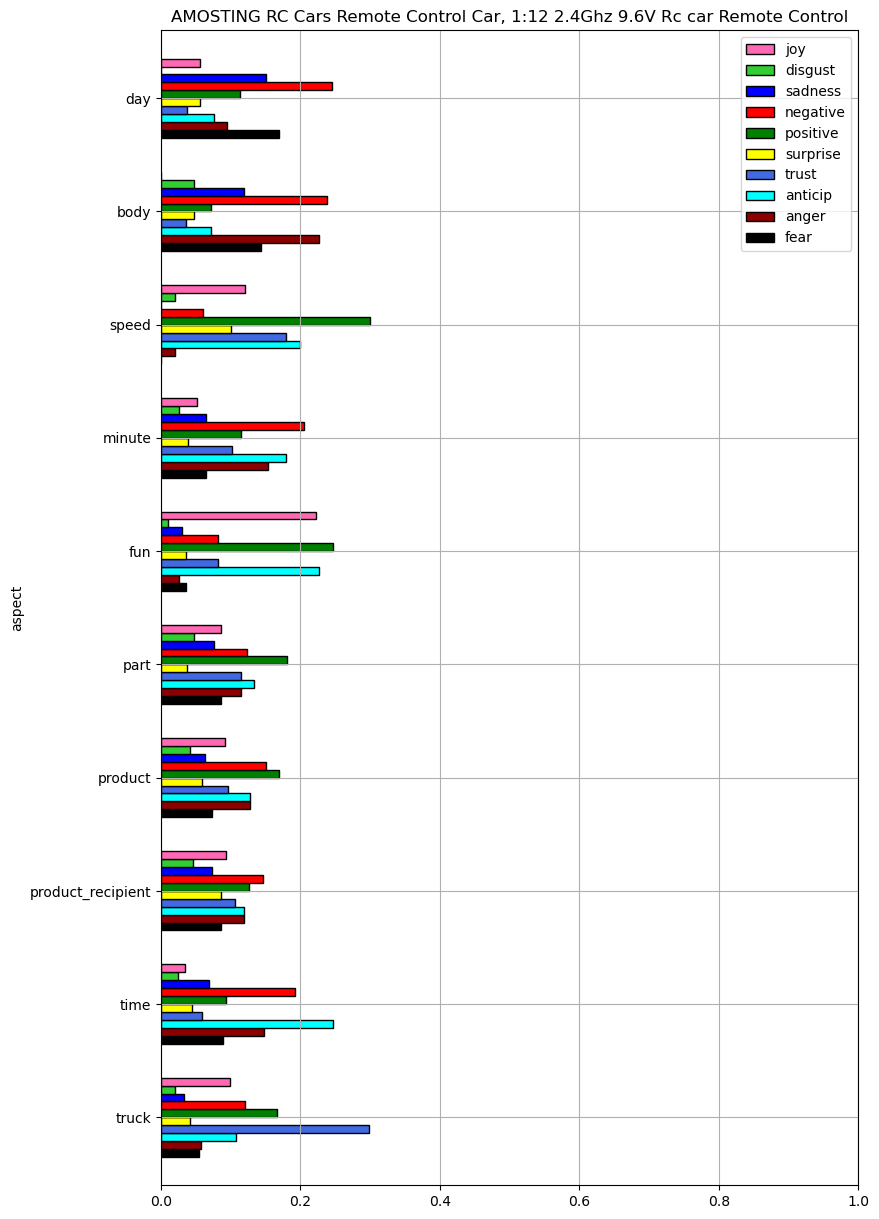 AMOSTING RC Cars Remote Control Car, 1:12 2.4Ghz 9.6V Rc car Remote Control
joy
disgust
sadness
negative
positive
surprise
trust
anticip
anger
fear
day
body
speed
minute
fun
part
product
product_recipient
time
truck
aspect
0.0 0.2 0.4 0.6 0.8 1.0